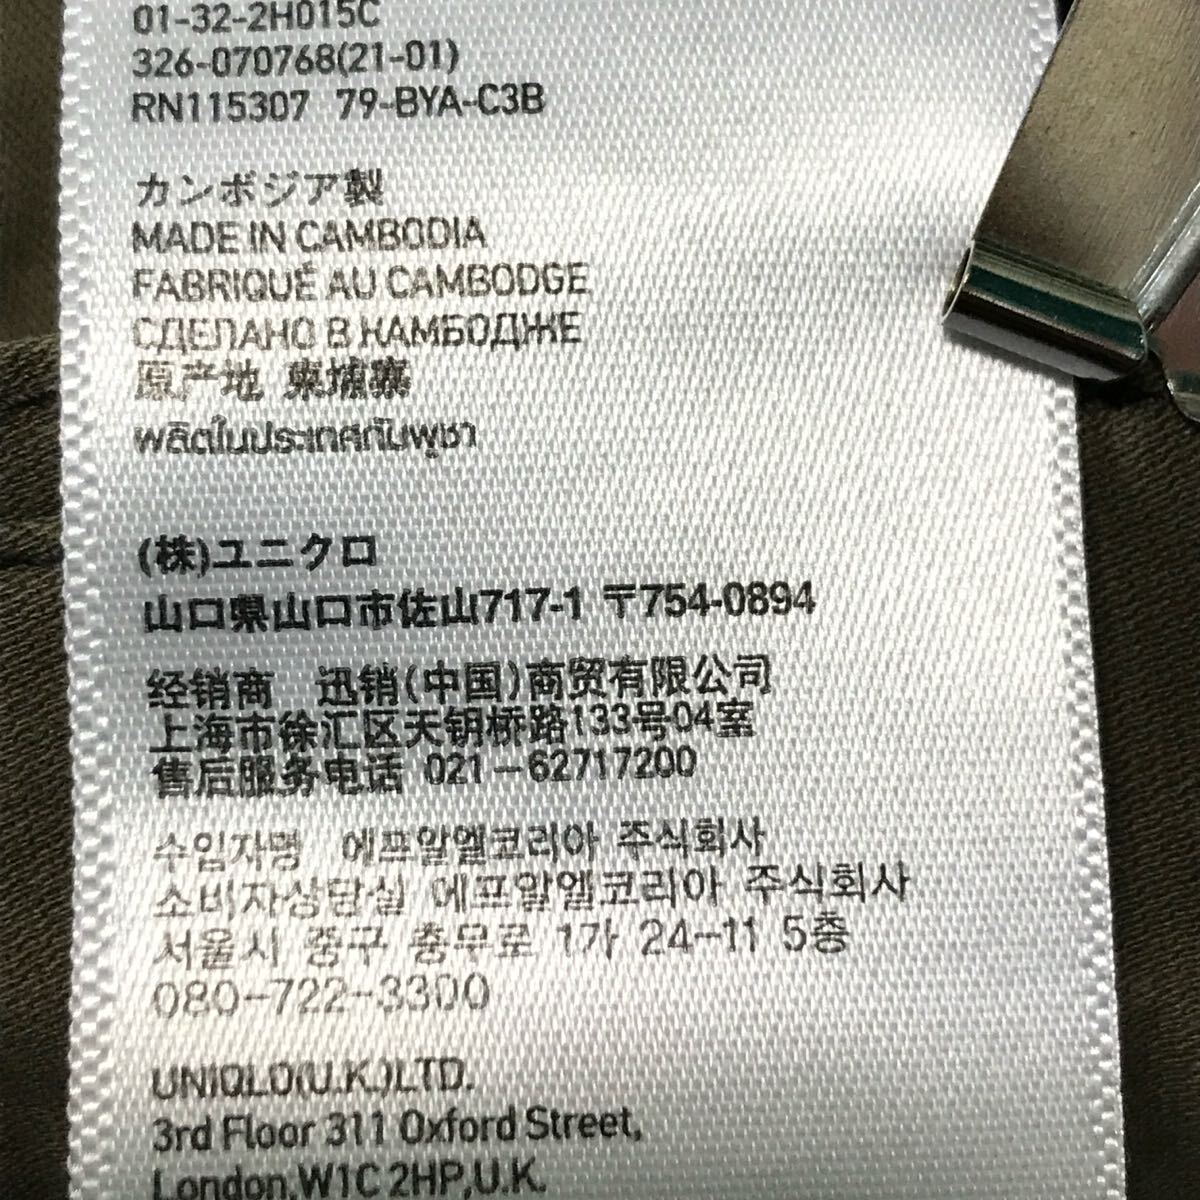 01-32-2H015C
326-070768(21-01)
RN115307 79-BYA-C3B
カンボジア製
MADE IN CAMBODIA
FABRIQUÉ AU CAMBODGE
СДЕЛАНО В КАМБОДЖЕ
原产地 柬埔寨
ผลิตในประเทศกัมพูชา
(株)ユニクロ
山口県山口市佐山717-1 〒754-0894
经销商 迅销(中国)商贸有限公司
上海市徐汇区天钥桥路133号04室
售后服务电话 021-62717200
수입자명 에프알엘코리아 주식회사
소비자상담실 에프알엘코리아 주식회사
서울시 중구 충무로 1가 24-11 5층
080-722-3300
UNIQLO(U.K.)LTD.
3rd Floor 311 Oxford Street,
London,W1C 2HP,U.K.